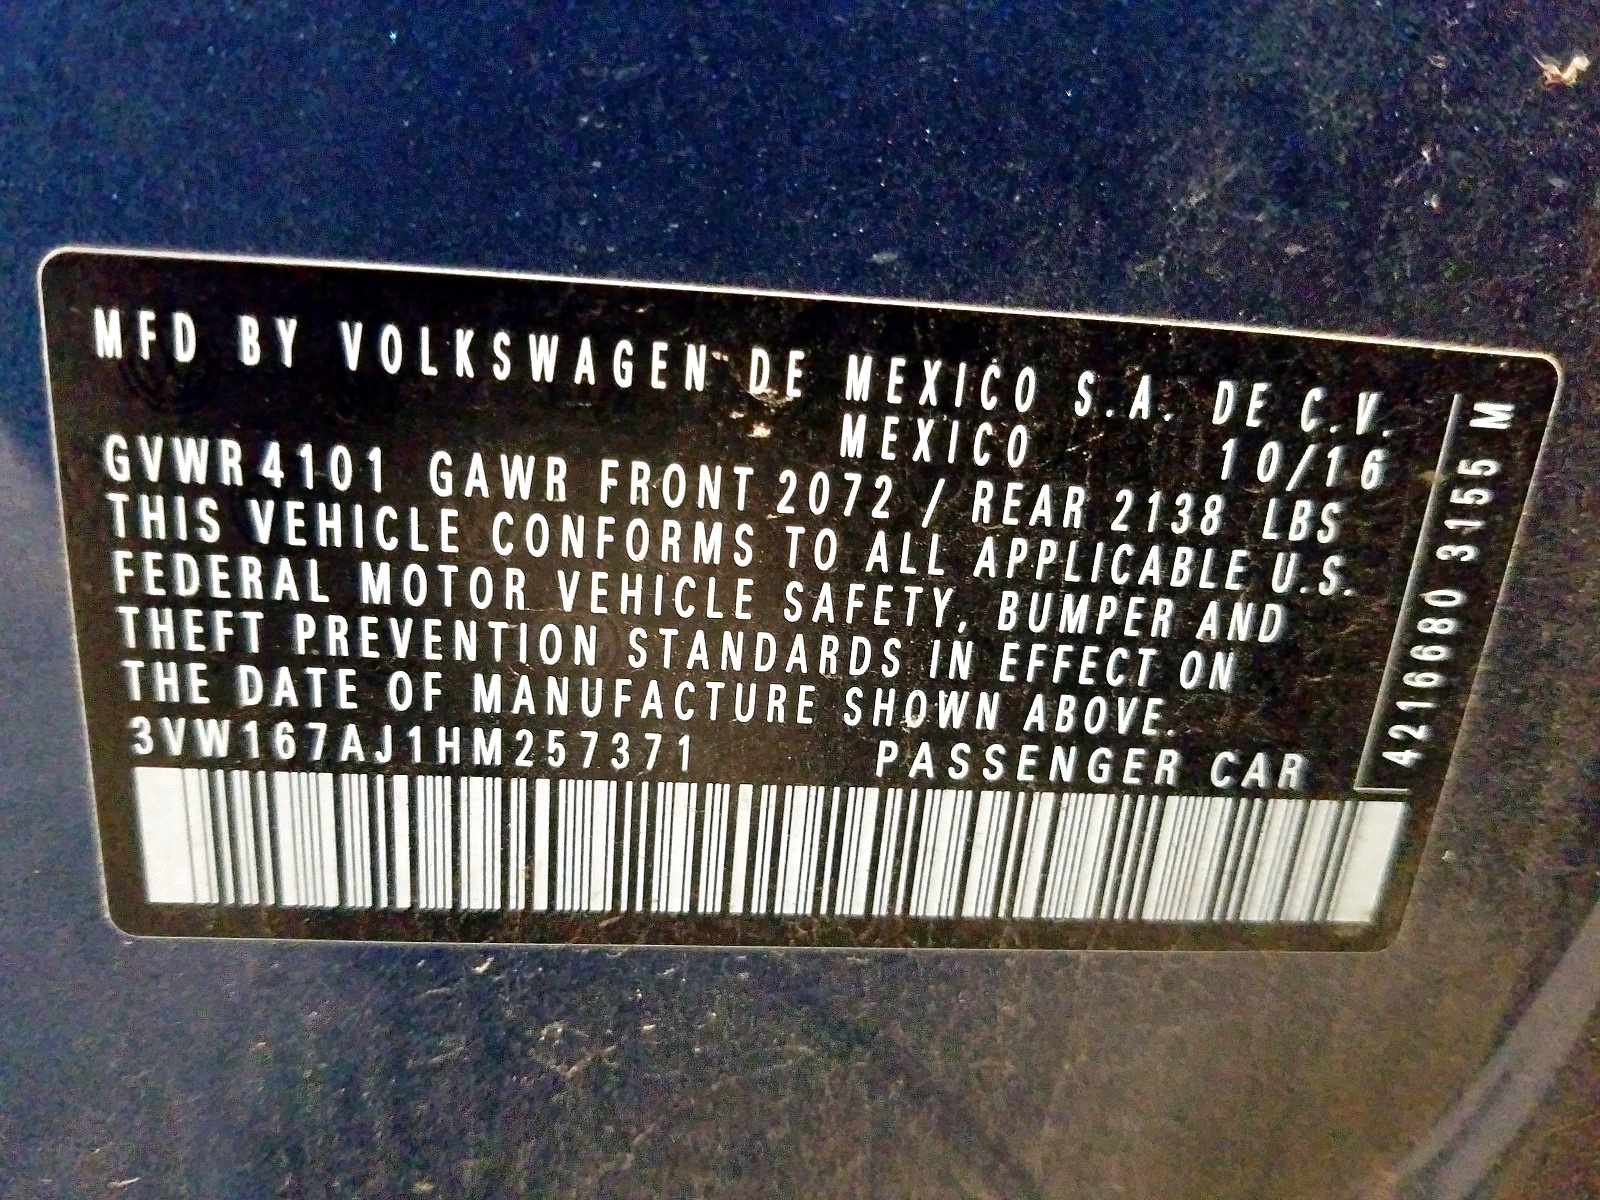 MFD BY VOLKSWAGEN DE MEXICO S.A. DE C.V.
MEXICO 10/16
GVWR 4101 GAWR FRONT 2072 / REAR 2138 LBS
THIS VEHICLE CONFORMS TO ALL APPLICABLE U.S.
FEDERAL MOTOR VEHICLE SAFETY, BUMPER AND
THEFT PREVENTION STANDARDS IN EFFECT ON
THE DATE OF MANUFACTURE SHOWN ABOVE.
3VW167AJ1HM257371 PASSENGER CAR
4216680 3155 M